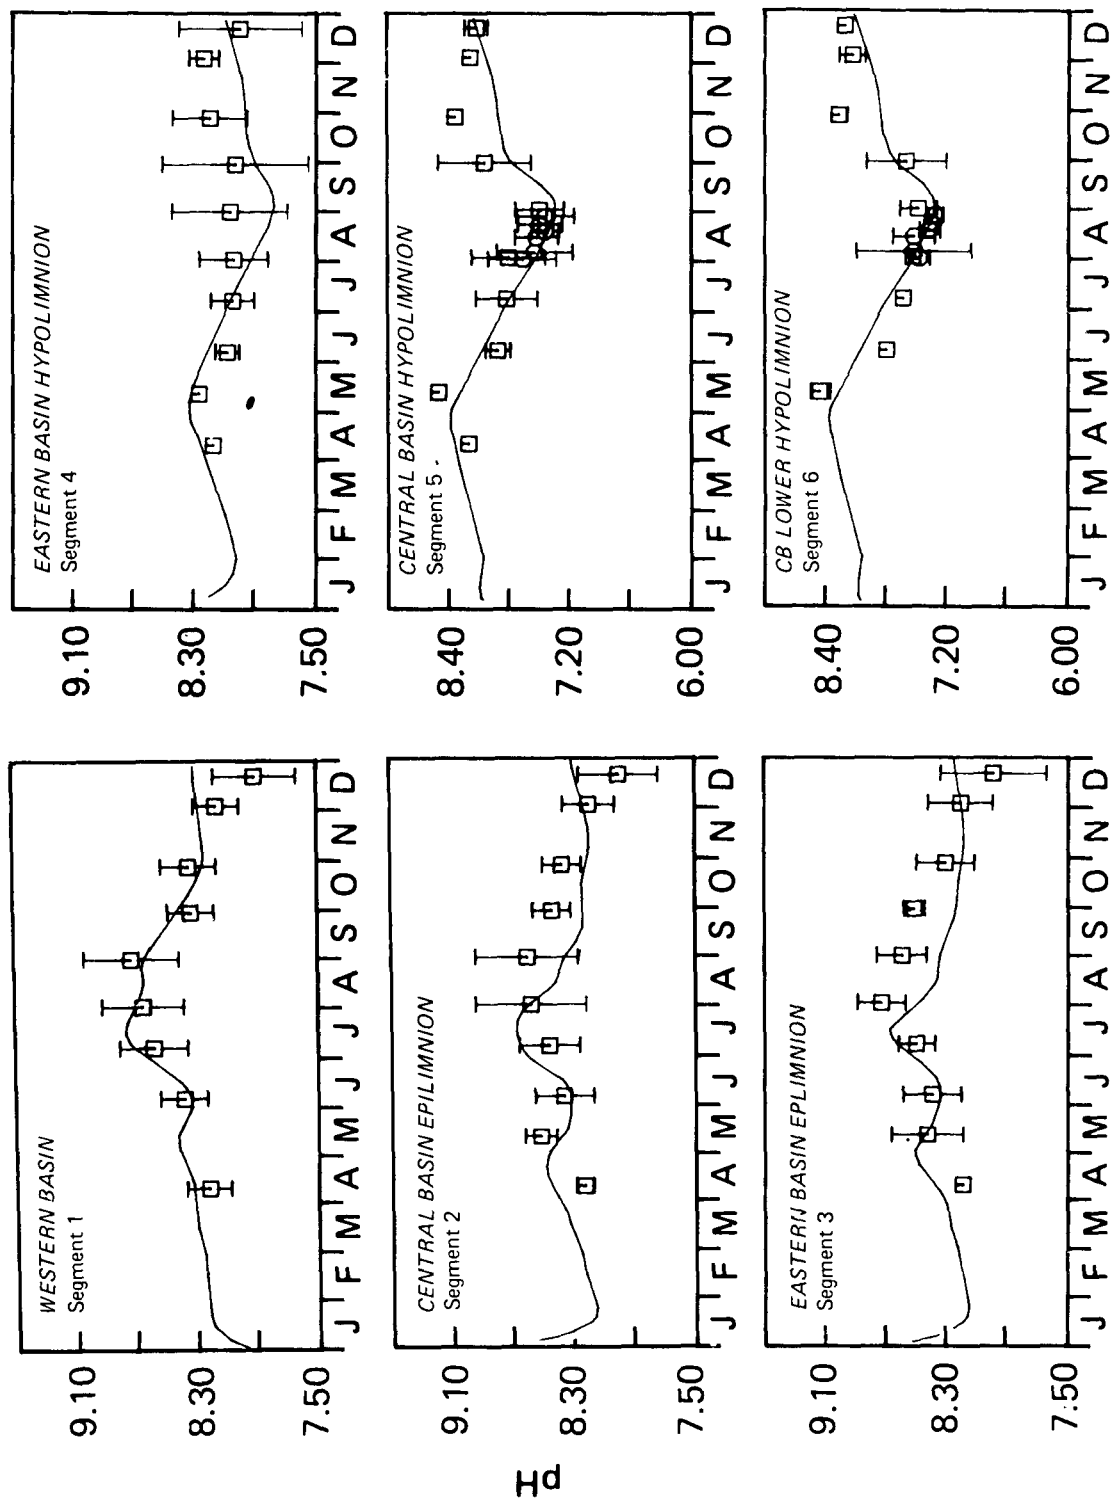 pH
WESTERN BASIN
Segment 1
9.10
8.30
7.50
J F M A M J J A S O N D
CENTRAL BASIN EPILIMNION
Segment 2
9.10
8.30
7.50
J F M A M J J A S O N D
EASTERN BASIN EPLIMNION
Segment 3
9.10
8.30
7.50
J F M A M J J A S O N D
EASTERN BASIN HYPOLIMNION
Segment 4
9.10
8.30
7.50
J F M A M J J A S O N D
CENTRAL BASIN HYPOLIMNION
Segment 5
8.40
7.20
6.00
J F M A M J J A S O N D
CB LOWER HYPOLIMNION
Segment 6
8.40
7.20
6.00
J F M A M J J A S O N D